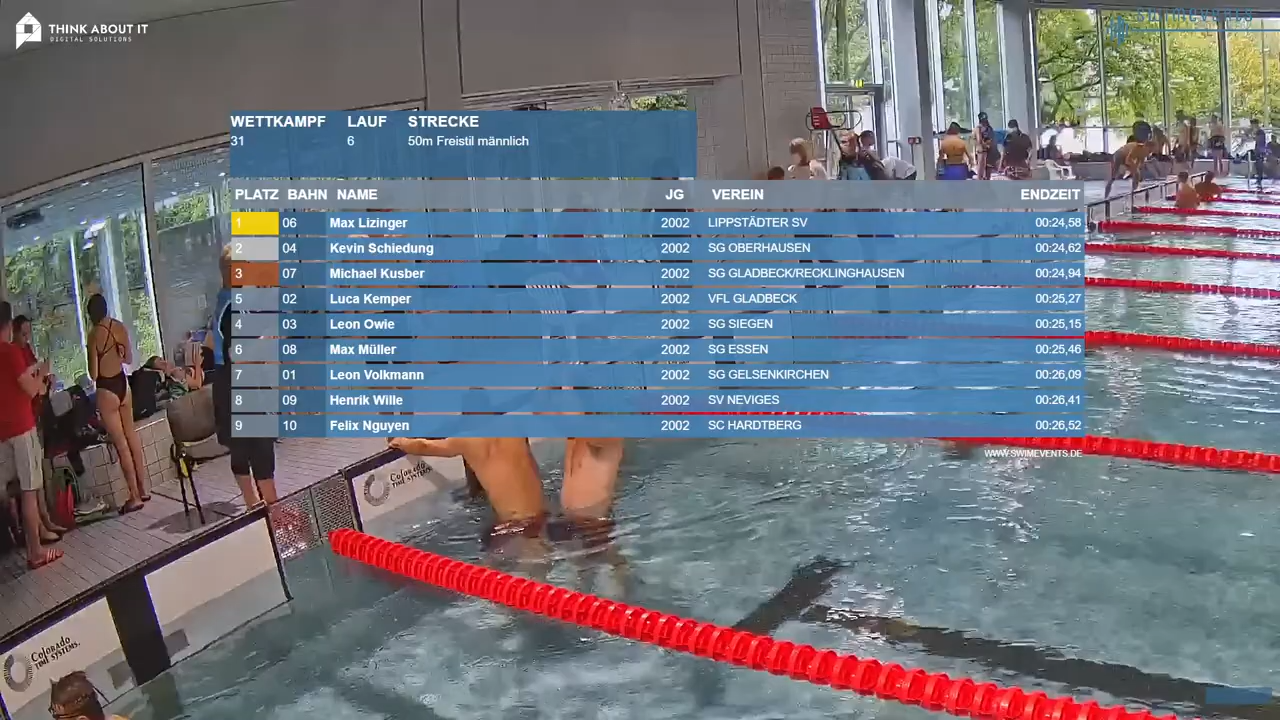 THINK ABOUT IT
DIGITAL SOLUTIONS
swimevents
WETTKAMPF LAUF STRECKE
31 6 50m Freistil männlich
PLATZ BAHN NAME JG VEREIN ENDZEIT
1 06 Max Lizinger 2002 LIPPSTÄDTER SV 00:24,58
2 04 Kevin Schiedung 2002 SG OBERHAUSEN 00:24,62
3 07 Michael Kusber 2002 SG GLADBECK/RECKLINGHAUSEN 00:24,94
5 02 Luca Kemper 2002 VFL GLADBECK 00:25,27
4 03 Leon Owie 2002 SG SIEGEN 00:25,15
6 08 Max Müller 2002 SG ESSEN 00:25,46
7 01 Leon Volkmann 2002 SG GELSENKIRCHEN 00:26,09
8 09 Henrik Wille 2002 SV NEVIGES 00:26,41
9 10 Felix Nguyen 2002 SC HARDTBERG 00:26,52
WWW.SWIMEVENTS.DE
COLORADO
TIME SYSTEMS
COLORADO
TIME SYSTEMS.